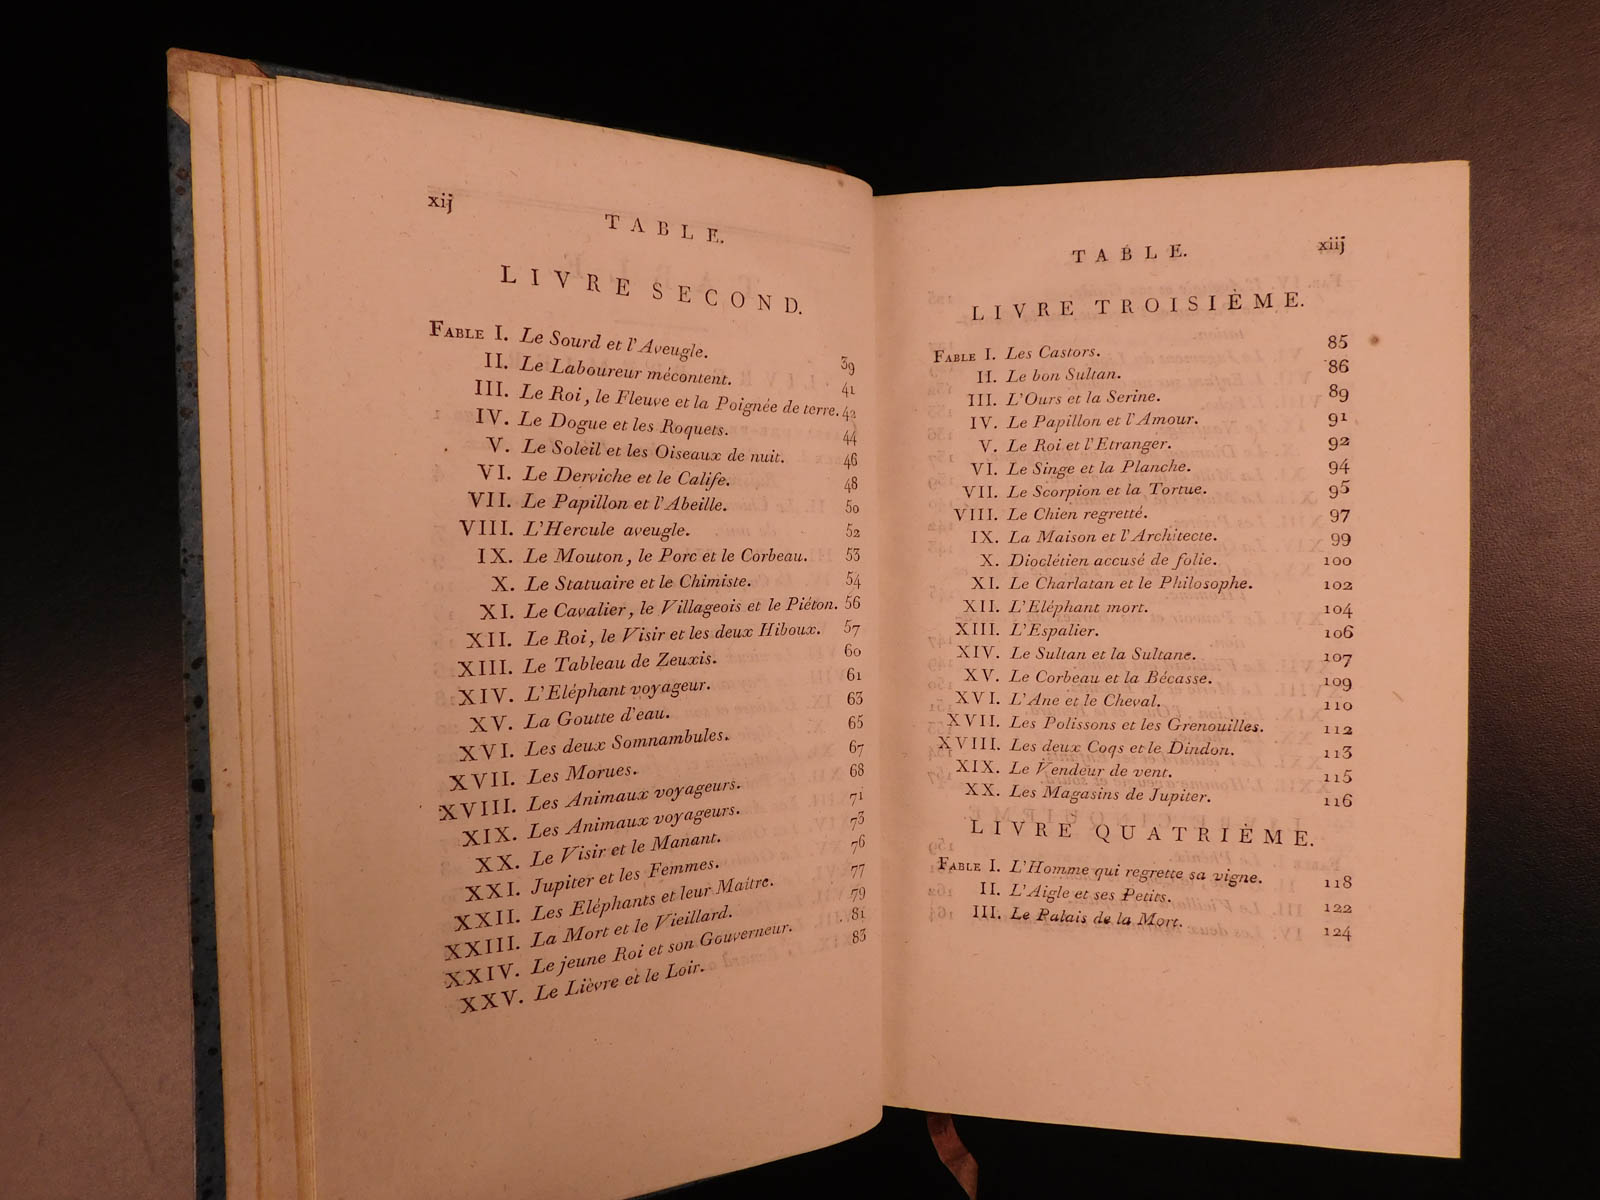 xij
TABLE.
LIVRE SECOND.
FABLE I. Le Sourd et l'Aveugle. 39
II. Le Laboureur mécontent. 41
III. Le Roi, le Fleuve et la Poignée de terre. 42
IV. Le Dogue et les Roquets. 44
V. Le Soleil et les Oiseaux de nuit. 46
VI. Le Derviche et le Calife. 48
VII. Le Papillon et l'Abeille. 50
VIII. L'Hercule aveugle. 52
IX. Le Mouton, le Porc et le Corbeau. 53
X. Le Statuaire et le Chimiste. 54
XI. Le Cavalier, le Villageois et le Piéton. 56
XII. Le Roi, le Visir et les deux Hiboux. 57
XIII. Le Tableau de Zeuxis. 60
XIV. L'Eléphant voyageur. 61
XV. La Goutte d'eau. 63
XVI. Les deux Somnambules. 65
XVII. Les Morues. 67
XVIII. Les Animaux voyageurs. 68
XIX. Les Animaux voyageurs. 71
XX. Le Visir et le Manant. 73
XXI. Jupiter et les Femmes. 76
XXII. Les Eléphants et leur Maître. 77
XXIII. La Mort et le Vieillard. 79
XXIV. Le jeune Roi et son Gouverneur. 81
XXV. Le Lièvre et le Loir. 83
TABLE. xiij
LIVRE TROISIÈME.
FABLE I. Les Castors. 85
II. Le bon Sultan. 86
III. L'Ours et la Serine. 89
IV. Le Papillon et l'Amour. 91
V. Le Roi et l'Etranger. 92
VI. Le Singe et la Planche. 94
VII. Le Scorpion et la Tortue. 95
VIII. Le Chien regretté. 97
IX. La Maison et l'Architecte. 99
X. Dioclétien accusé de folie. 100
XI. Le Charlatan et le Philosophe. 102
XII. L'Eléphant mort. 104
XIII. L'Espalier. 106
XIV. Le Sultan et la Sultane. 107
XV. Le Corbeau et la Bécasse. 109
XVI. L'Ane et le Cheval. 110
XVII. Les Polissons et les Grenouilles. 112
XVIII. Les deux Coqs et le Dindon. 113
XIX. Le Vendeur de vent. 115
XX. Les Magasins de Jupiter. 116
LIVRE QUATRIÈME.
FABLE I. L'Homme qui regrette sa vigne. 118
II. L'Aigle et ses Petits. 122
III. Le Palais de la Mort. 124